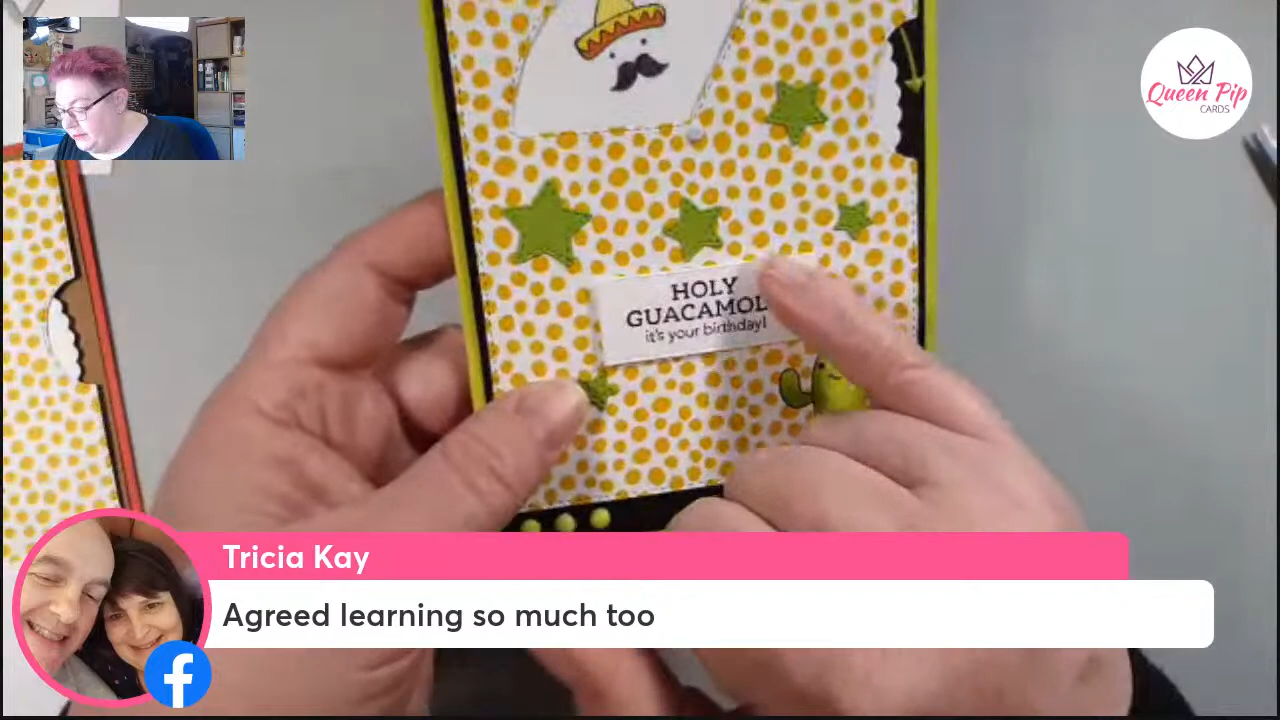 Queen Pip
CARDS
HOLY
GUACAMOL
it's your birthday!
Tricia Kay
Agreed learning so much too